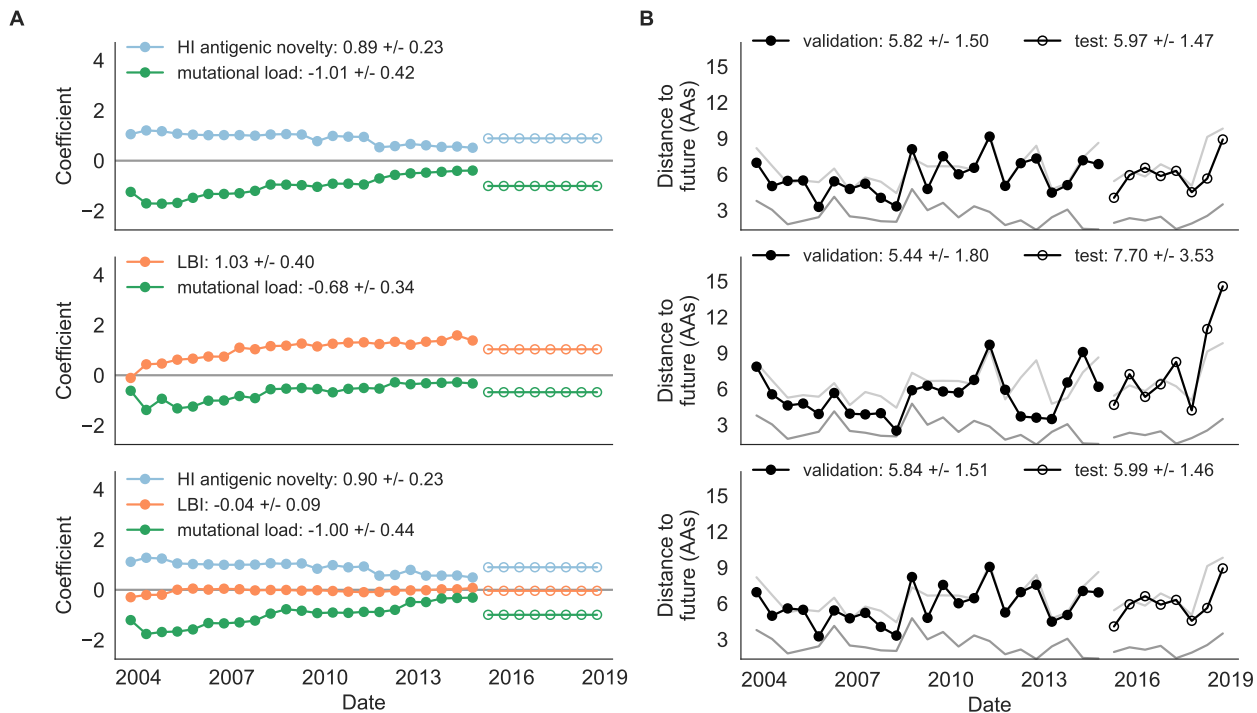 A
HI antigenic novelty: 0.89 +/- 0.23
mutational load: -1.01 +/- 0.42
4
2
0
−2
Coefficient
LBI: 1.03 +/- 0.40
mutational load: -0.68 +/- 0.34
4
2
0
−2
Coefficient
HI antigenic novelty: 0.90 +/- 0.23
LBI: -0.04 +/- 0.09
mutational load: -1.00 +/- 0.44
4
2
0
−2
Coefficient
2004 2007 2010 2013 2016 2019
Date
B
validation: 5.82 +/- 1.50 test: 5.97 +/- 1.47
15
12
9
6
3
Distance to
future (AAs)
validation: 5.44 +/- 1.80 test: 7.70 +/- 3.53
15
12
9
6
3
Distance to
future (AAs)
validation: 5.84 +/- 1.51 test: 5.99 +/- 1.46
15
12
9
6
3
Distance to
future (AAs)
2004 2007 2010 2013 2016 2019
Date